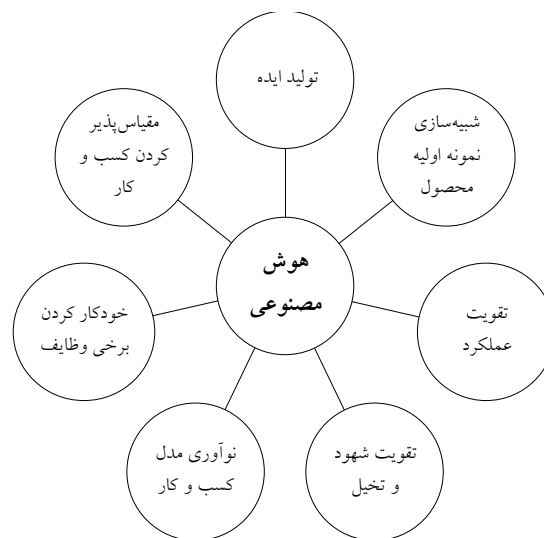 تولید ایده
شبیه‌سازی
نمونه اولیه
محصول
مقیاس‌پذیر
کردن کسب و
کار
هوش
مصنوعی
تقویت
عملکرد
خودکار کردن
برخی وظایف
تقویت شهود
و تخیل
نوآوری مدل
کسب و کار